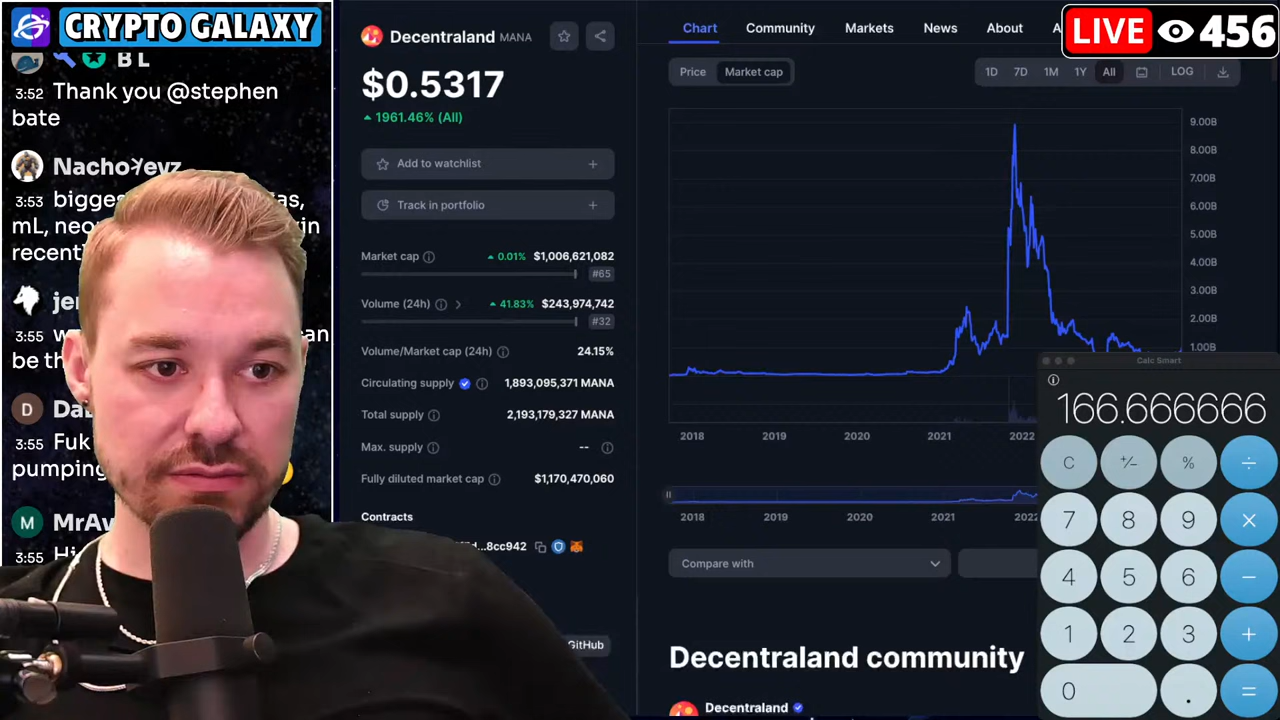 CRYPTO GALAXY
B L
3:52 Thank you @stephen
bate
3:53
mL,
3:55
be th
3:55 Fuk
pumping
MrAv
3:55
Decentraland MANA
$0.5317
1961.46% (All)
Add to watchlist
Track in portfolio
Market cap 0.01% $1,006,621,082
#65
Volume (24h) 41.83% $243,974,742
#32
Volume/Market cap (24h) 24.15%
Circulating supply 1,893,095,371 MANA
Total supply 2,193,179,327 MANA
Max. supply --
Fully diluted market cap $1,170,470,060
Contracts
...8cc942
GitHub
Chart Community Markets News About
LIVE 456
Price Market cap 1D 7D 1M 1Y All LOG
9.00B
8.00B
7.00B
6.00B
5.00B
4.00B
3.00B
2.00B
1.00B
2018 2019 2020 2021 2022
2018 2019 2020 2021 2022
Compare with
Decentraland community
Decentraland
Calc Smart
166.666666
C +/- % ÷
7 8 9 ×
4 5 6 −
1 2 3 +
0 . =